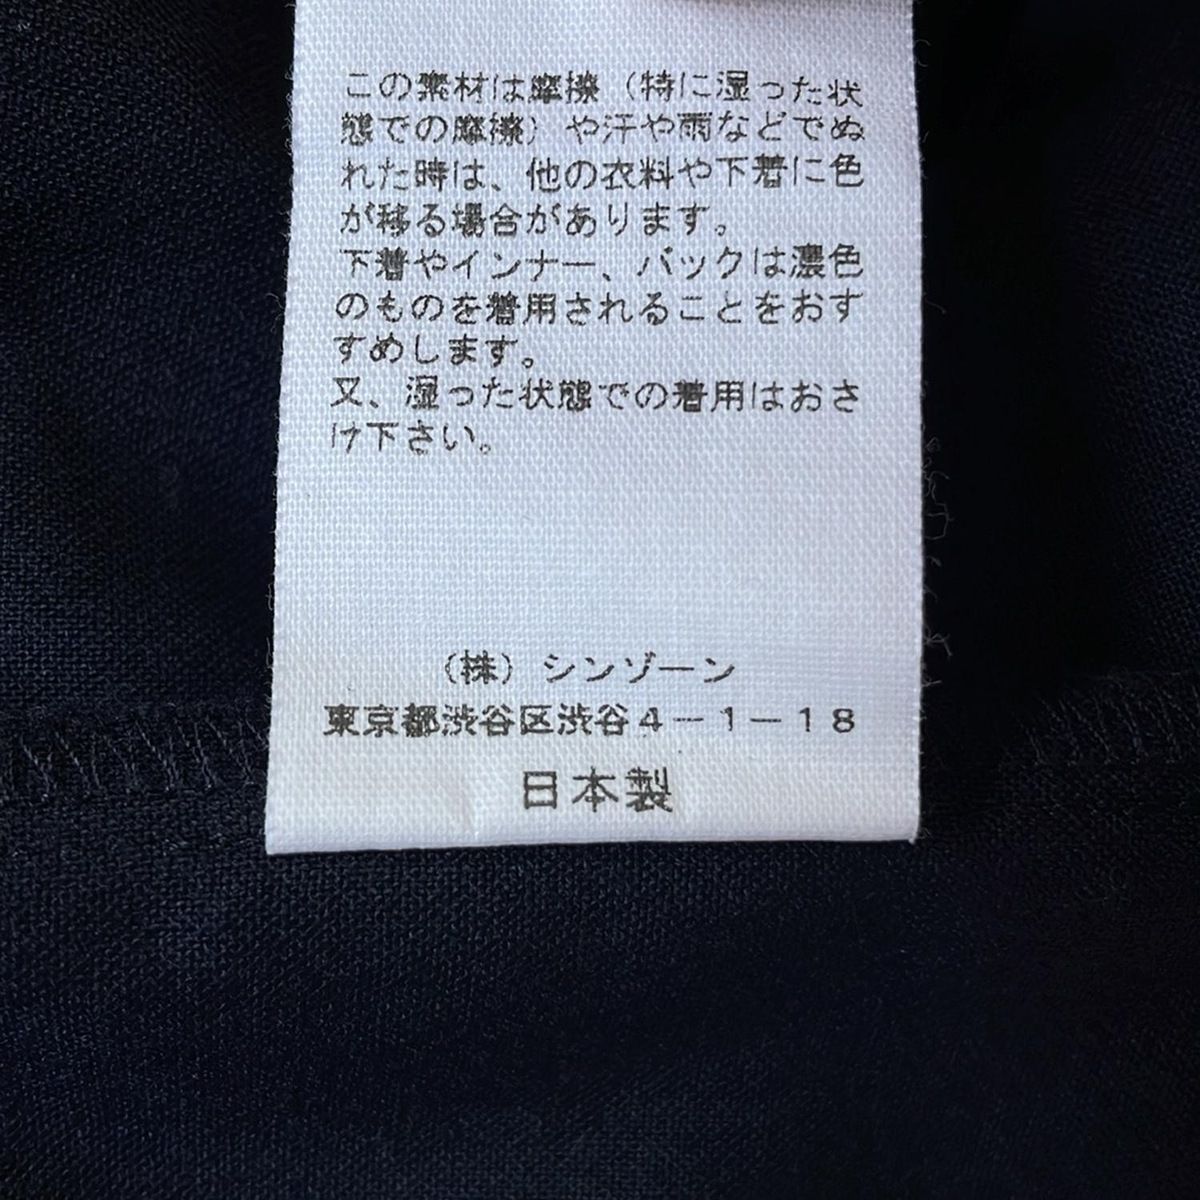 この素材は摩擦（特に湿った状
態での摩擦）や汗や雨などでぬ
れた時は、他の衣料や下着に色
が移る場合があります。
下着やインナー、バックは濃色
のものを着用されることをおす
すめします。
又、湿った状態での着用はおさ
け下さい。
（株）シンゾーン
東京都渋谷区渋谷４－１－１８
日本製